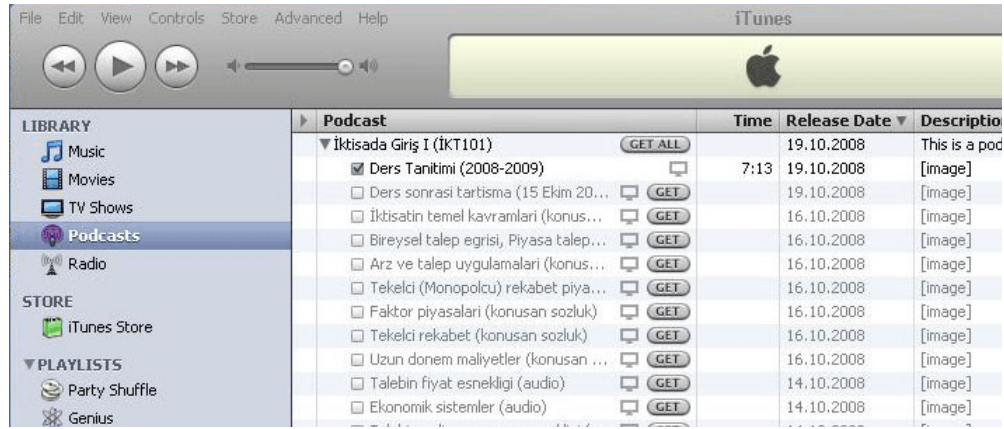 File Edit View Controls Store Advanced Help
iTunes
LIBRARY
Music
Movies
TV Shows
Podcasts
Radio
STORE
iTunes Store
PLAYLISTS
Party Shuffle
Genius
Podcast Time Release Date Description
İktisada Giriş I (İKT101) GET ALL 19.10.2008 This is a pod
Ders Tanitimi (2008-2009) 7:13 19.10.2008 [image]
Ders sonrasi tartisma (15 Ekim 20... GET 19.10.2008 [image]
İktisatin temel kavramlari (konus... GET 16.10.2008 [image]
Bireysel talep egrisi, Piyasa talep... GET 16.10.2008 [image]
Arz ve talep uygulamalari (konus... GET 16.10.2008 [image]
Tekelci (Monopolcu) rekabet piya... GET 16.10.2008 [image]
Faktor piyasalari (konusan sozluk) GET 16.10.2008 [image]
Tekelci rekabet (konusan sozluk) GET 16.10.2008 [image]
Uzun donem maliyetler (konusan ... GET 16.10.2008 [image]
Talebin fiyat esnekligi (audio) GET 14.10.2008 [image]
Ekonomik sistemler (audio) GET 14.10.2008 [image]